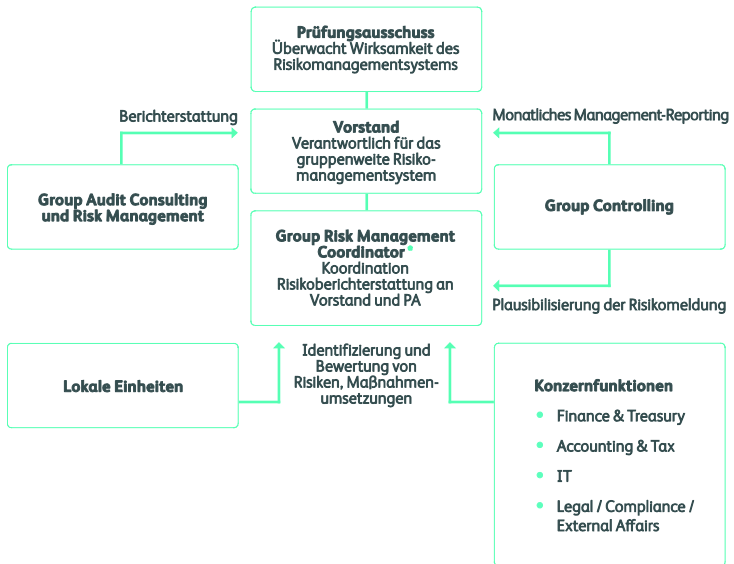 Prüfungsausschuss
Überwacht Wirksamkeit des
Risikomanagementsystems
Berichterstattung
Monatliches Management-Reporting
Vorstand
Verantwortlich für das
gruppenweite Risiko-
managementsystem
Group Audit Consulting
und Risk Management
Group Controlling
Group Risk Management
Coordinator*
Koordination
Risikoberichterstattung an
Vorstand und PA
Plausibilisierung der Risikomeldung
Lokale Einheiten
Identifizierung und
Bewertung von
Risiken, Maßnahmen-
umsetzungen
Konzernfunktionen
• Finance & Treasury
• Accounting & Tax
• IT
• Legal / Compliance /
External Affairs